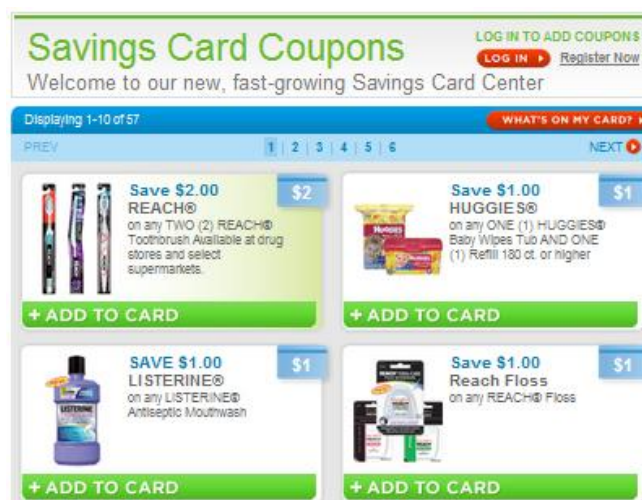 Savings Card Coupons
LOG IN TO ADD COUPONS
LOG IN
Register Now
Welcome to our new, fast-growing Savings Card Center
Displaying 1-10 of 57
WHAT'S ON MY CARD?
PREV
1 | 2 | 3 | 4 | 5 | 6
NEXT
Save $2.00
$2
REACH®
on any TWO (2) REACH®
Toothbrush Available at drug
stores and select
supermarkets.
+ ADD TO CARD
Save $1.00
$1
HUGGIES®
on any ONE (1) HUGGIES®
Baby Wipes Tub AND ONE
(1) Refill 180 ct. or higher
HUGGIES
+ ADD TO CARD
SAVE $1.00
$1
LISTERINE®
on any LISTERINE®
Antiseptic Mouthwash
LISTERINE
+ ADD TO CARD
Save $1.00
$1
Reach Floss
on any REACH® Floss
REACH
+ ADD TO CARD